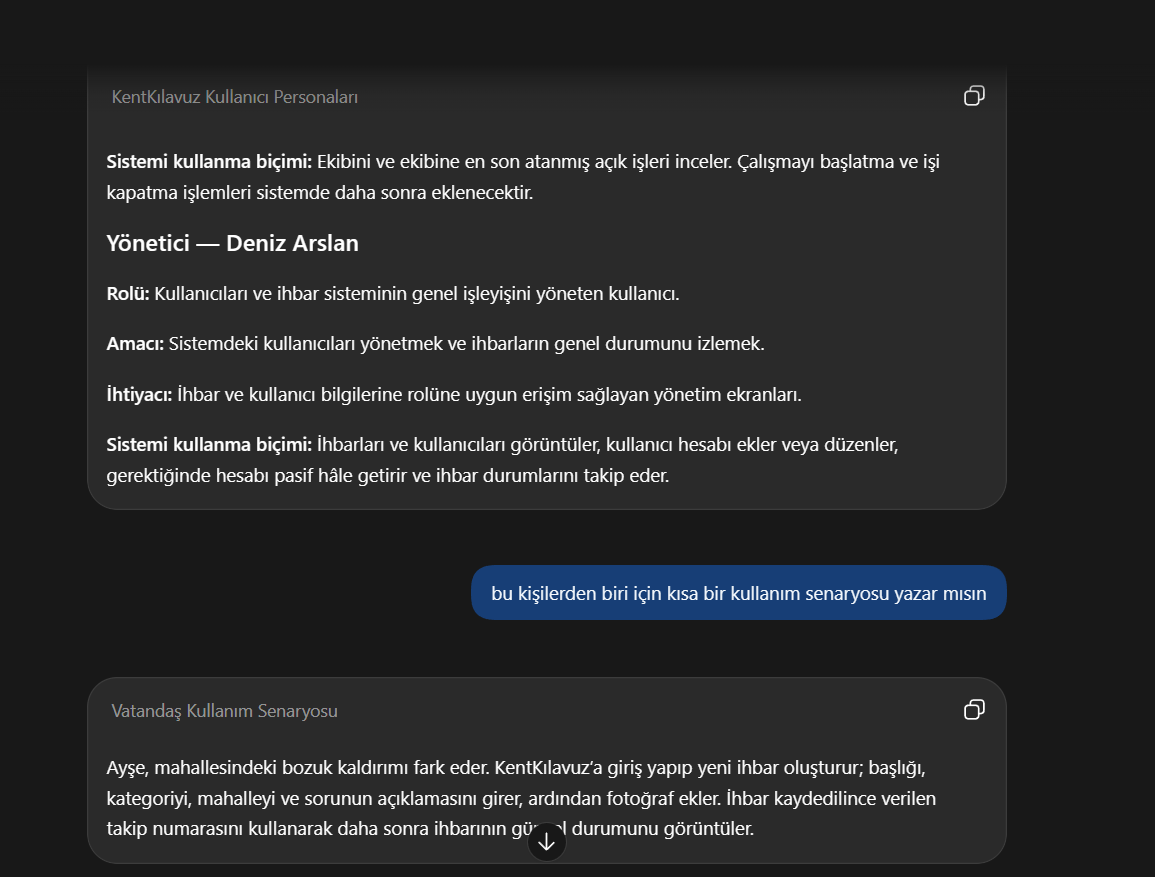 KentKılavuz Kullanıcı Personaları
Sistemi kullanma biçimi: Ekibini ve ekibine en son atanmış açık işleri inceler. Çalışmayı başlatma ve işi
kapatma işlemleri sistemde daha sonra eklenecektir.
Yönetici — Deniz Arslan
Rolü: Kullanıcıları ve ihbar sisteminin genel işleyişini yöneten kullanıcı.
Amacı: Sistemdeki kullanıcıları yönetmek ve ihbarların genel durumunu izlemek.
İhtiyacı: İhbar ve kullanıcı bilgilerine rolüne uygun erişim sağlayan yönetim ekranları.
Sistemi kullanma biçimi: İhbarları ve kullanıcıları görüntüler, kullanıcı hesabı ekler veya düzenler,
gerektiğinde hesabı pasif hâle getirir ve ihbar durumlarını takip eder.
bu kişilerden biri için kısa bir kullanım senaryosu yazar mısın
Vatandaş Kullanım Senaryosu
Ayşe, mahallesindeki bozuk kaldırımı fark eder. KentKılavuz’a giriş yapıp yeni ihbar oluşturur; başlığı,
kategoriyi, mahalleyi ve sorunun açıklamasını girer, ardından fotoğraf ekler. İhbar kaydedilince verilen
takip numarasını kullanarak daha sonra ihbarının durumunu görüntüler.